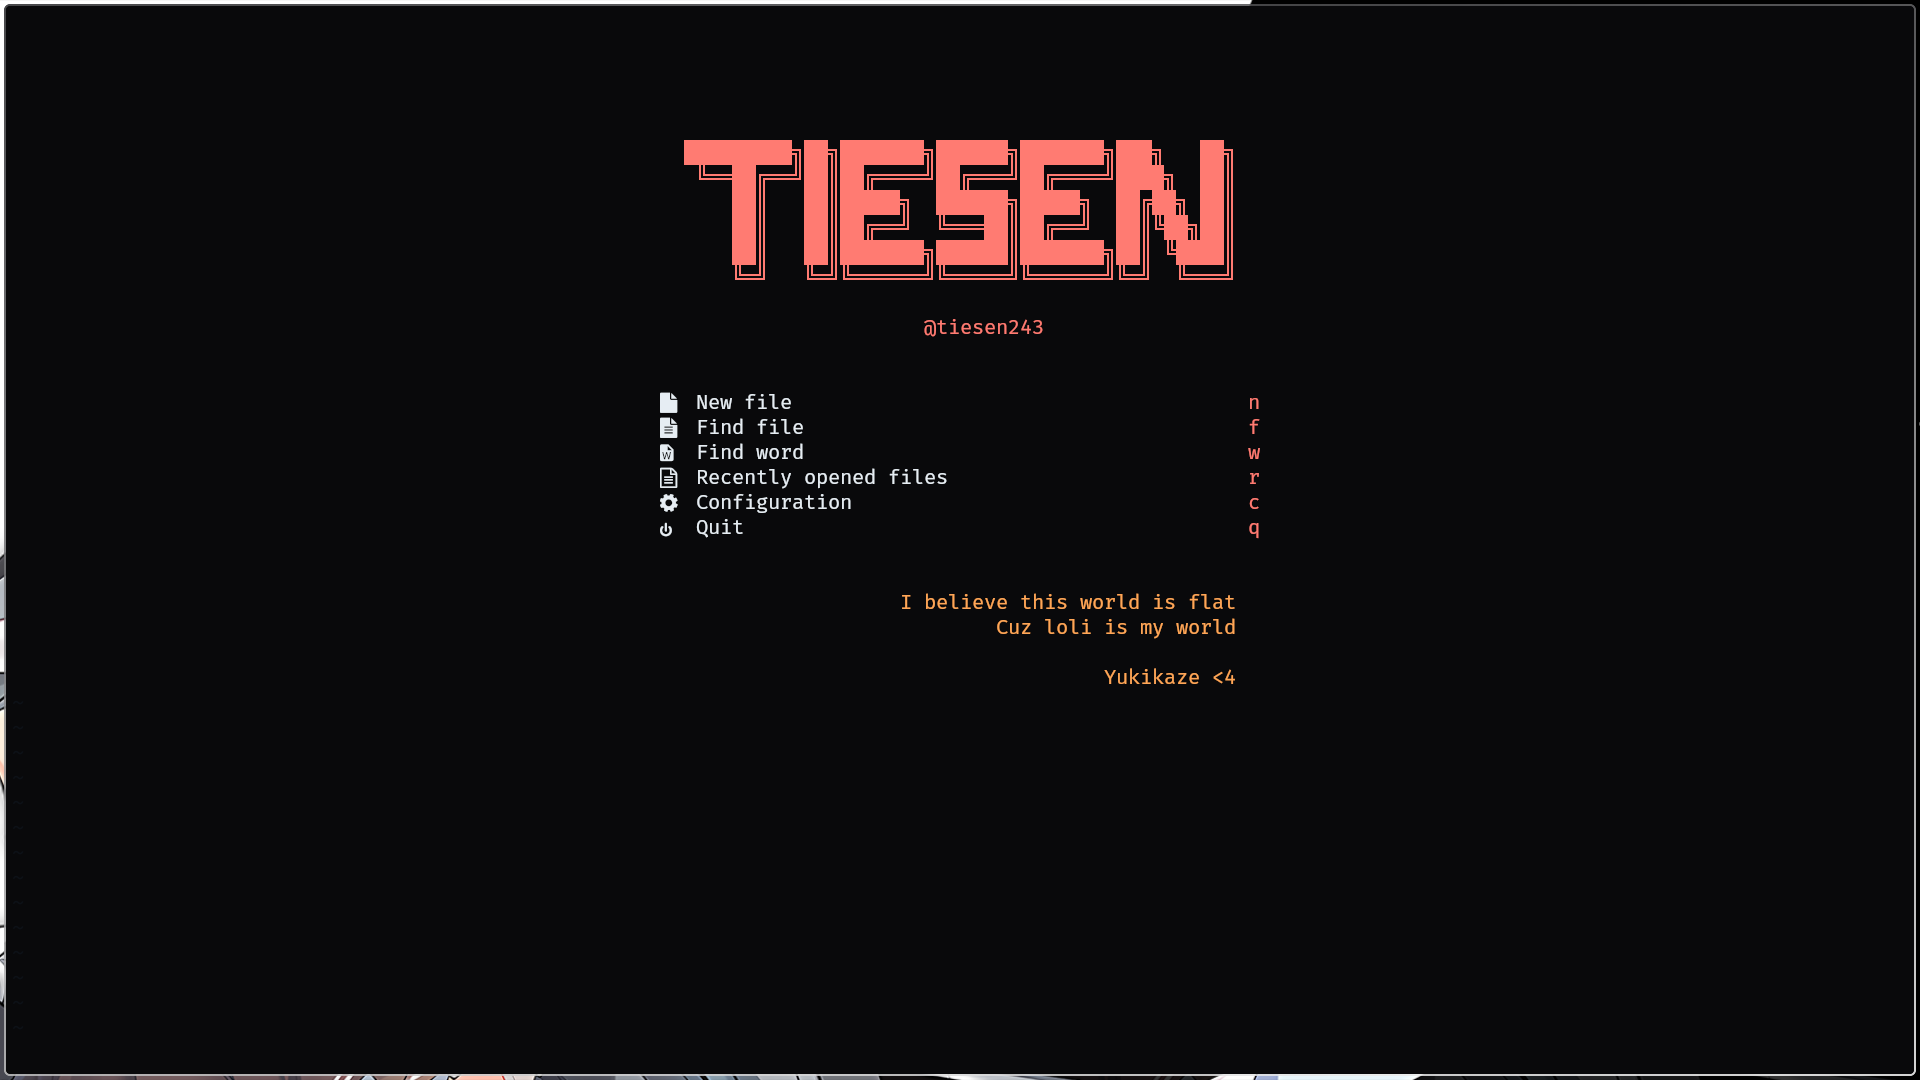 TIESEN
@tiesen243
New file n
Find file f
Find word w
Recently opened files r
Configuration c
Quit q
I believe this world is flat
Cuz loli is my world
Yukikaze <4